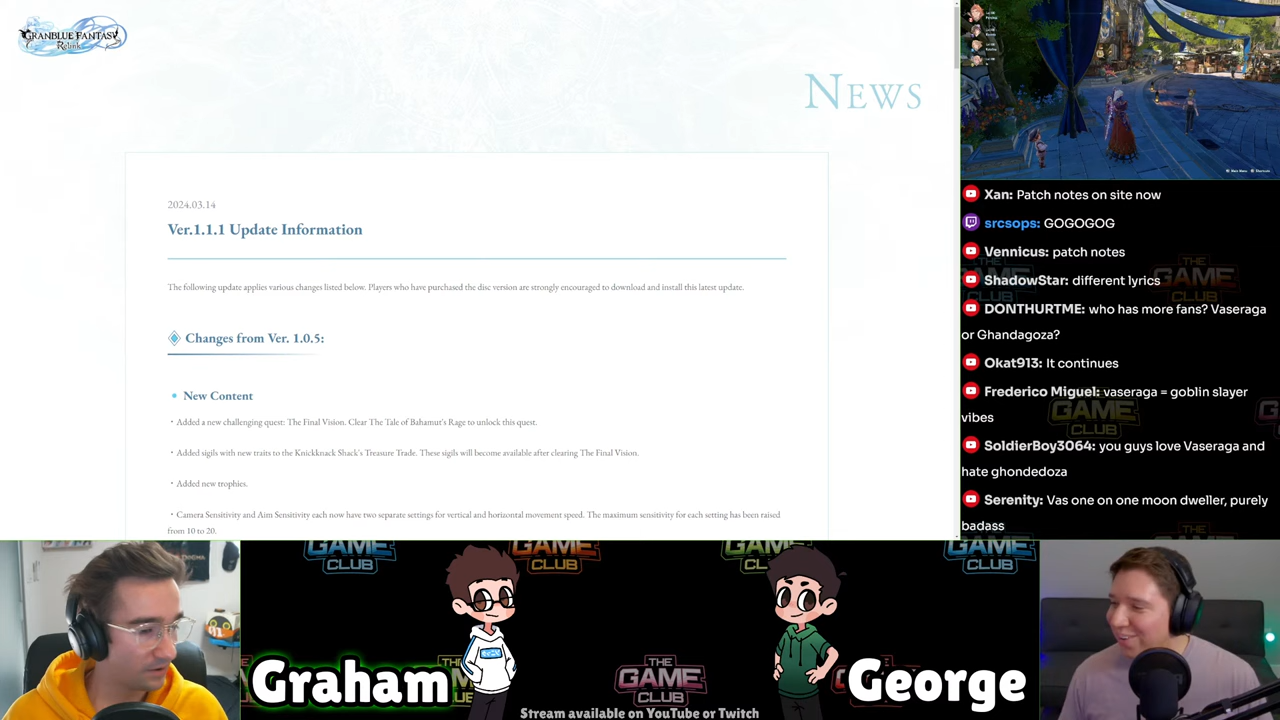 GRANBLUE FANTASY
Relink
NEWS
2024.03.14
Ver.1.1.1 Update Information
The following update applies various changes listed below. Players who have purchased the disc version are strongly encouraged to download and install this latest update.
Changes from Ver. 1.0.5:
New Content
・Added a new challenging quest: The Final Vision. Clear The Tale of Bahamut's Rage to unlock this quest.
・Added sigils with new traits to the Knickknack Shack's Treasure Trade. These sigils will become available after clearing The Final Vision.
・Added new trophies.
・Camera Sensitivity and Aim Sensitivity each now have two separate settings for vertical and horizontal movement speed. The maximum sensitivity for each setting has been raised
from 10 to 20.
Xan: Patch notes on site now
srcsops: GOGOGOG
Vennicus: patch notes
ShadowStar: different lyrics
DONTHURTME: who has more fans? Vaseraga
or Ghandagoza?
Okat913: It continues
Frederico Miguel: vaseraga = goblin slayer
vibes
SoldierBoy3064: you guys love Vaseraga and
hate ghondedoza
Serenity: Vas one on one moon dweller, purely
badass
THE
GAME
CLUB
Graham
George
Stream available on YouTube or Twitch